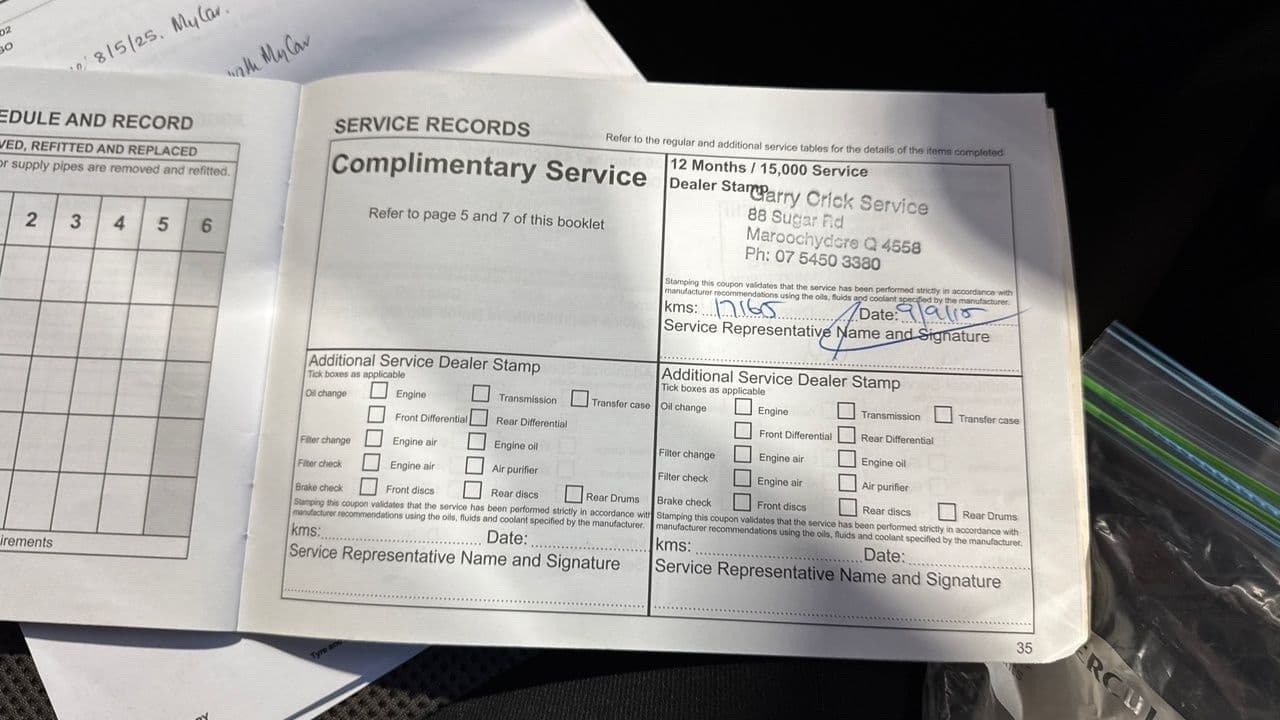 8/5/25. MyCar.
with MyCar
EDULE AND RECORD
VED, REFITTED AND REPLACED
or supply pipes are removed and refitted.
2 3 4 5 6
irements
SERVICE RECORDS
Refer to the regular and additional service tables for the details of the items completed
Complimentary Service
Refer to page 5 and 7 of this booklet
12 Months / 15,000 Service
Dealer Stamp
Garry Crick Service
88 Sugar Rd
Maroochydore Q 4558
Ph: 07 5450 3380
Stamping this coupon validates that the service has been performed strictly in accordance with
manufacturer recommendations using the oils, fluids and coolant specified by the manufacturer.
kms: 17165 Date: 9/9/15
Service Representative Name and Signature
Additional Service Dealer Stamp
Tick boxes as applicable
Oil change Engine Transmission Transfer case
Front Differential Rear Differential
Filter change Engine air Engine oil
Filter check Engine air Air purifier
Brake check Front discs Rear discs Rear Drums
Stamping this coupon validates that the service has been performed strictly in accordance with
manufacturer recommendations using the oils, fluids and coolant specified by the manufacturer.
kms: Date:
Service Representative Name and Signature
Additional Service Dealer Stamp
Tick boxes as applicable
Oil change Engine Transmission Transfer case
Front Differential Rear Differential
Filter change Engine air Engine oil
Filter check Engine air Air purifier
Brake check Front discs Rear discs Rear Drums
Stamping this coupon validates that the service has been performed strictly in accordance with
manufacturer recommendations using the oils, fluids and coolant specified by the manufacturer.
kms: Date:
Service Representative Name and Signature
35
Tyre
ERCU